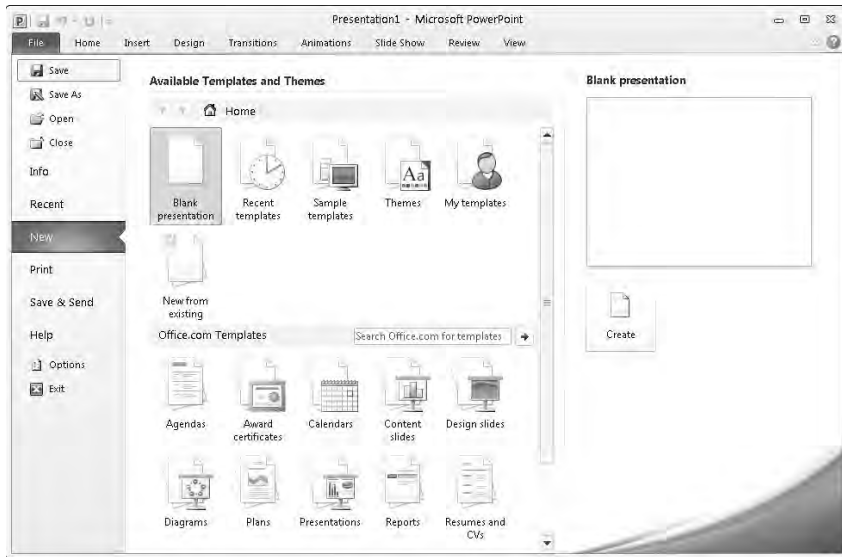 Presentation1 - Microsoft PowerPoint
File Home Insert Design Transitions Animations Slide Show Review View
Save
Save As
Open
Close
Info
Recent
New
Print
Save & Send
Help
Options
Exit
Available Templates and Themes
Home
Blank
presentation
Recent
templates
Sample
templates
Aa
Themes
My templates
New from
existing
Office.com Templates
Search Office.com for templates
Agendas
Award
certificates
Calendars
Content
slides
Design slides
Diagrams
Plans
Presentations
Reports
Resumes and
CVs
Blank presentation
Create